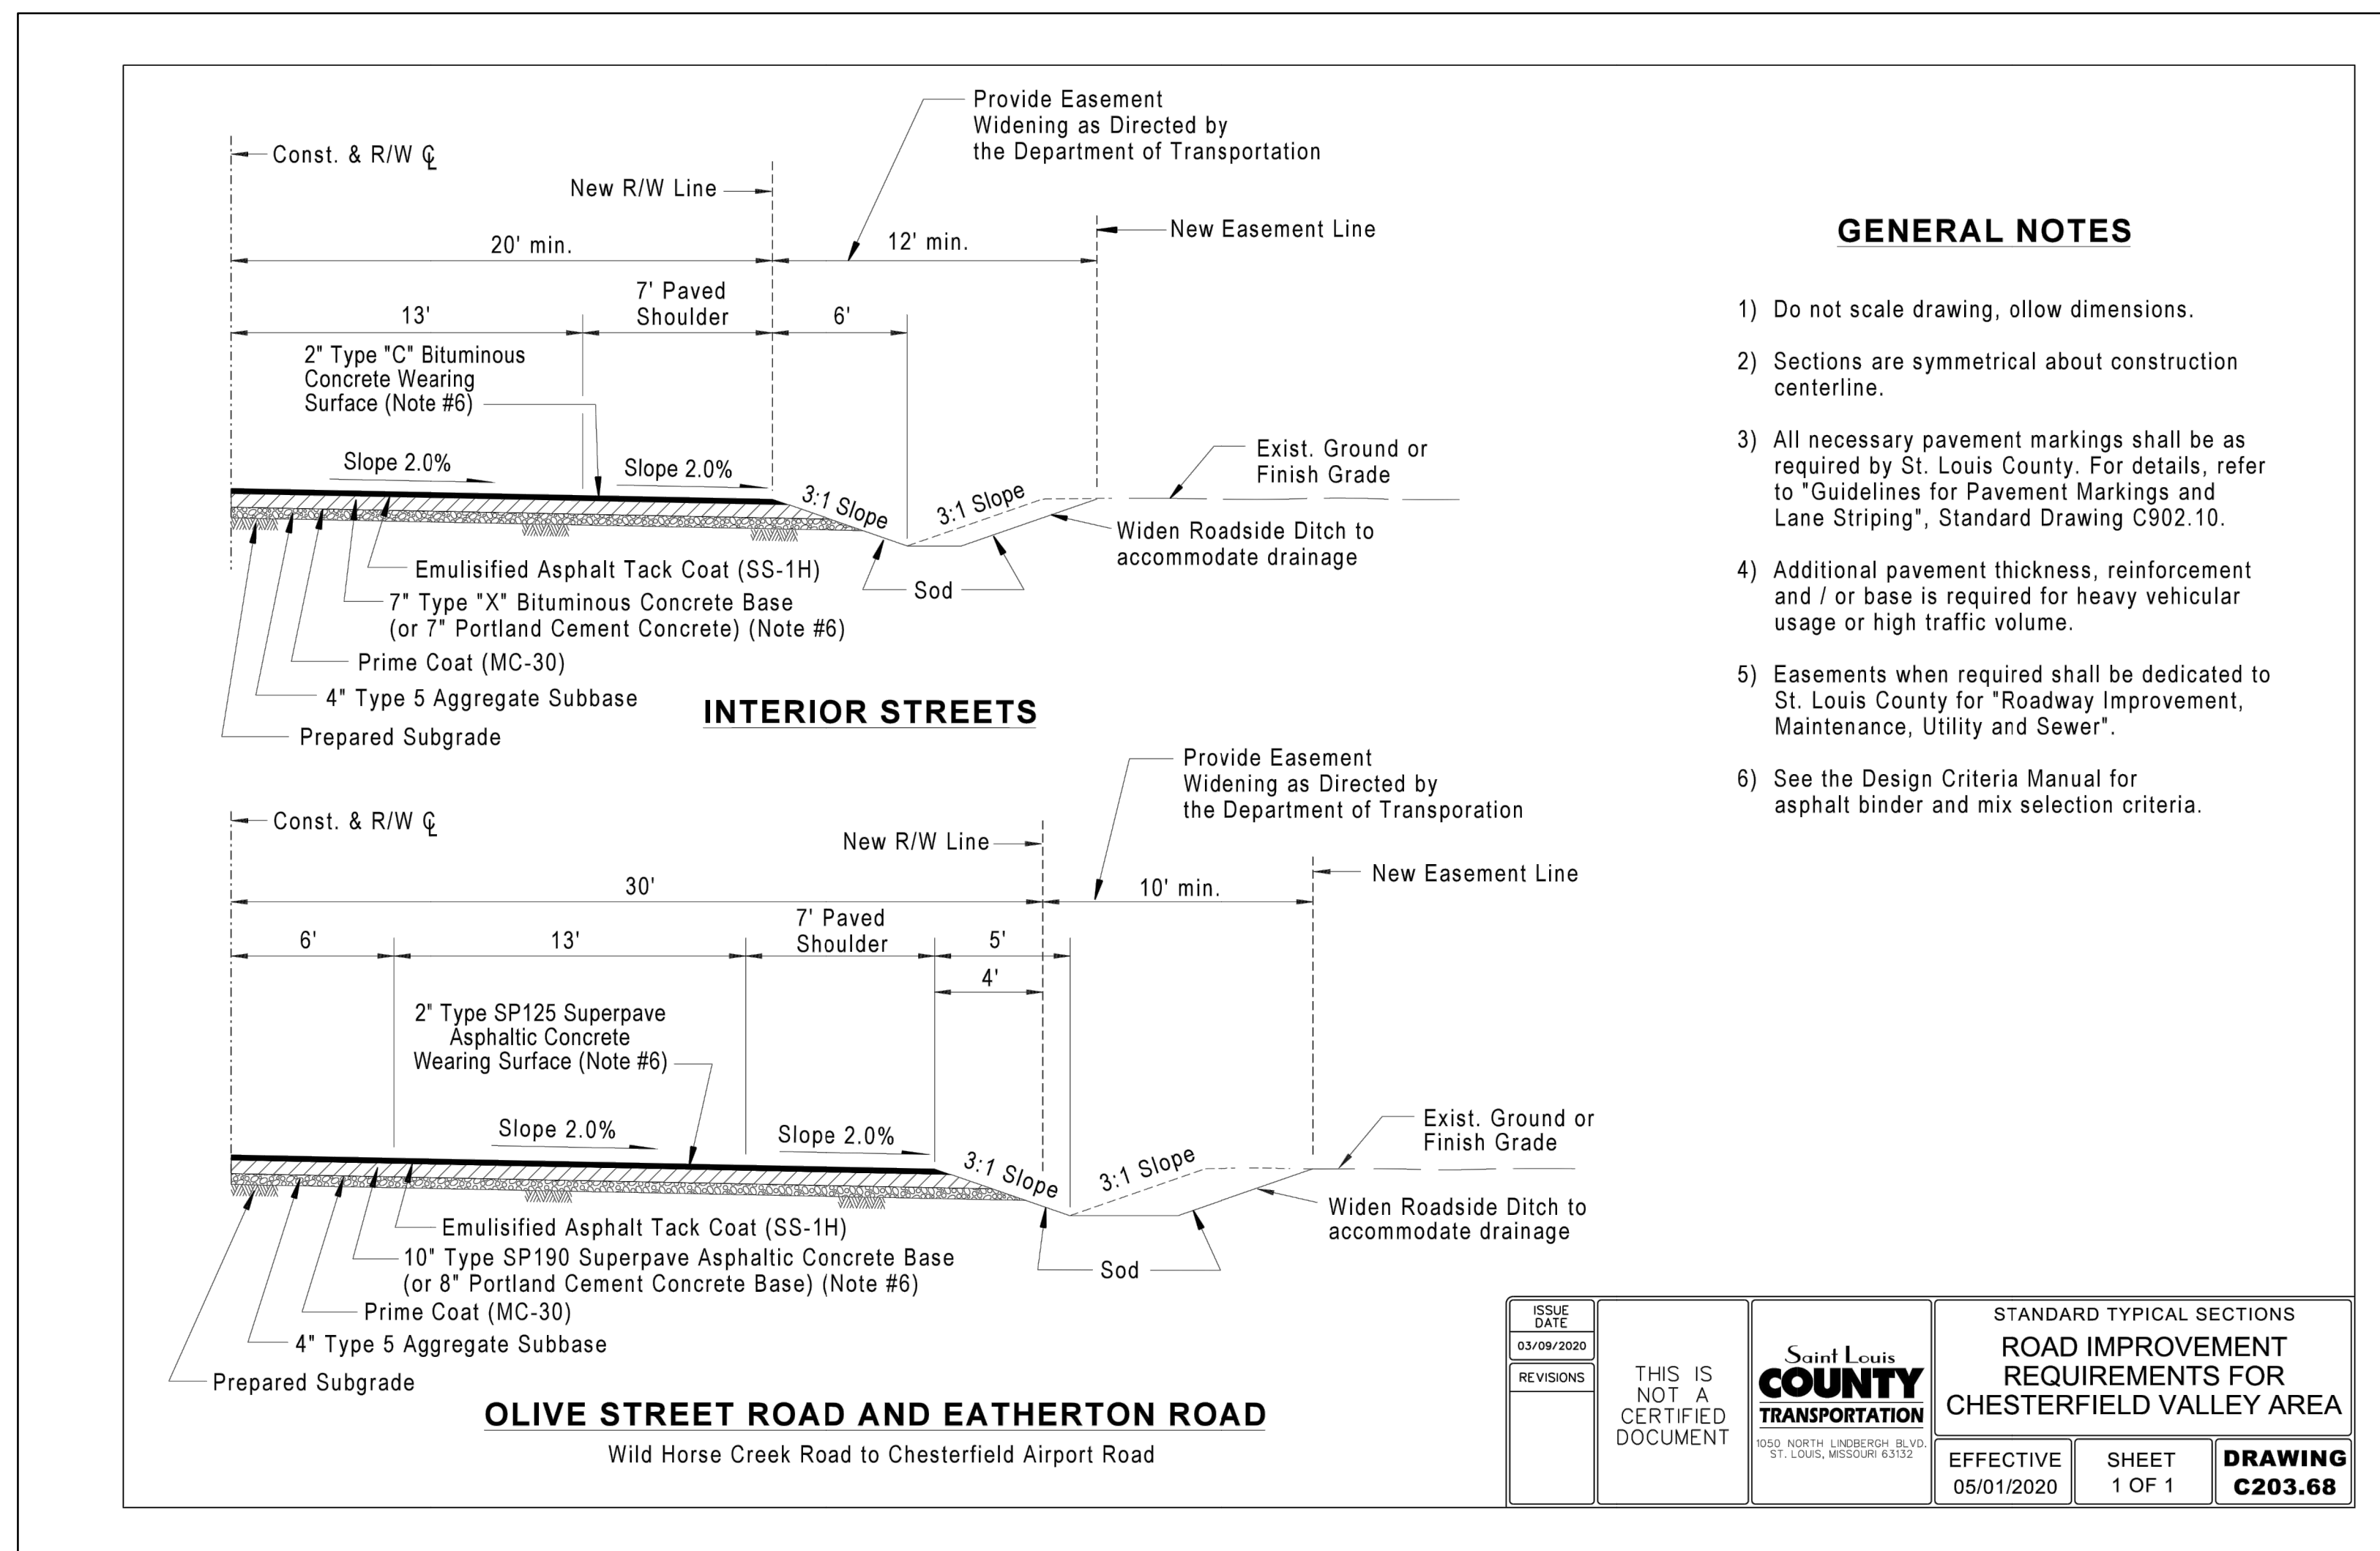 Provide Easement
Widening as Directed by
the Department of Transportation
Const. & R/W ℄
New R/W Line
New Easement Line
20' min.
12' min.
7' Paved
Shoulder
13'
6'
2" Type "C" Bituminous
Concrete Wearing
Surface (Note #6)
Slope 2.0%
Slope 2.0%
3:1 Slope
3:1 Slope
Exist. Ground or
Finish Grade
Widen Roadside Ditch to
accommodate drainage
Sod
Emulisified Asphalt Tack Coat (SS-1H)
7" Type "X" Bituminous Concrete Base
(or 7" Portland Cement Concrete) (Note #6)
Prime Coat (MC-30)
4" Type 5 Aggregate Subbase
Prepared Subgrade
INTERIOR STREETS
Provide Easement
Widening as Directed by
the Department of Transporation
Const. & R/W ℄
New R/W Line
New Easement Line
30'
10' min.
7' Paved
Shoulder
6'
13'
5'
4'
2" Type SP125 Superpave
Asphaltic Concrete
Wearing Surface (Note #6)
Slope 2.0%
Slope 2.0%
3:1 Slope
3:1 Slope
Exist. Ground or
Finish Grade
Widen Roadside Ditch to
accommodate drainage
Sod
Emulisified Asphalt Tack Coat (SS-1H)
10" Type SP190 Superpave Asphaltic Concrete Base
(or 8" Portland Cement Concrete Base) (Note #6)
Prime Coat (MC-30)
4" Type 5 Aggregate Subbase
Prepared Subgrade
OLIVE STREET ROAD AND EATHERTON ROAD
Wild Horse Creek Road to Chesterfield Airport Road
GENERAL NOTES
1) Do not scale drawing, ollow dimensions.
2) Sections are symmetrical about construction
centerline.
3) All necessary pavement markings shall be as
required by St. Louis County. For details, refer
to "Guidelines for Pavement Markings and
Lane Striping", Standard Drawing C902.10.
4) Additional pavement thickness, reinforcement
and / or base is required for heavy vehicular
usage or high traffic volume.
5) Easements when required shall be dedicated to
St. Louis County for "Roadway Improvement,
Maintenance, Utility and Sewer".
6) See the Design Criteria Manual for
asphalt binder and mix selection criteria.
ISSUE
DATE
03/09/2020
REVISIONS
THIS IS
NOT A
CERTIFIED
DOCUMENT
Saint Louis
COUNTY
TRANSPORTATION
1050 NORTH LINDBERGH BLVD.
ST. LOUIS, MISSOURI 63132
STANDARD TYPICAL SECTIONS
ROAD IMPROVEMENT
REQUIREMENTS FOR
CHESTERFIELD VALLEY AREA
EFFECTIVE
05/01/2020
SHEET
1 OF 1
DRAWING
C203.68